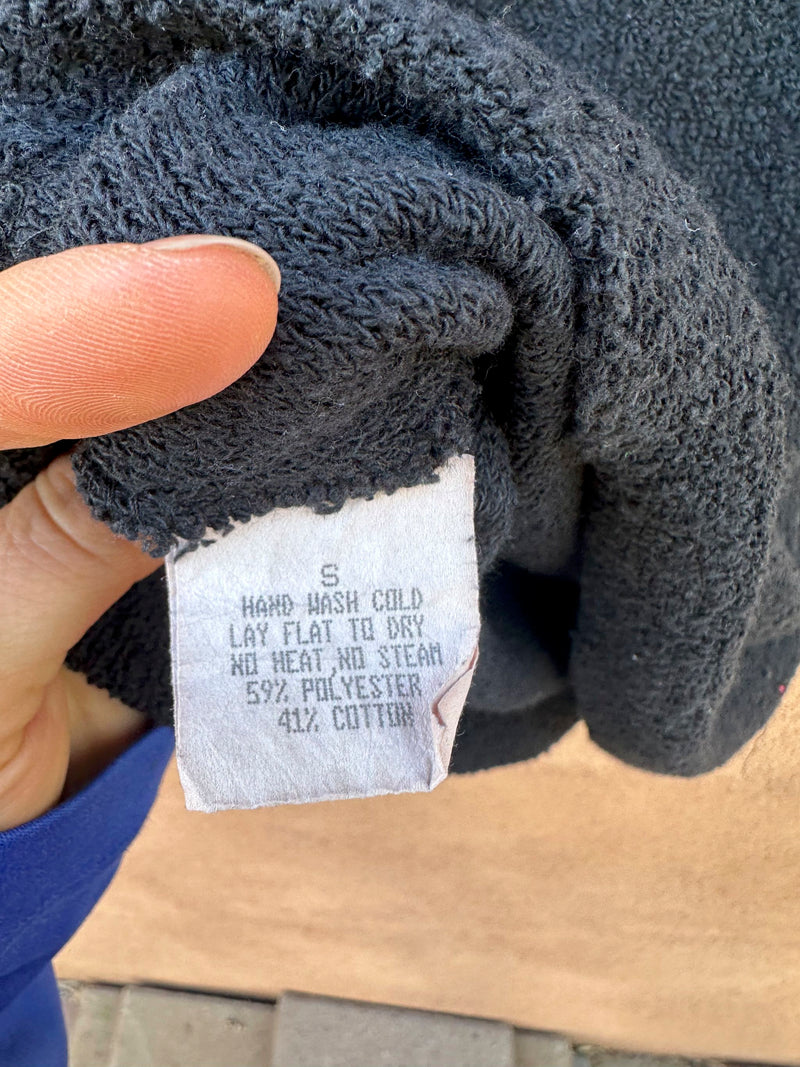 S
HAND WASH COLD
LAY FLAT TO DRY
NO HEAT,NO STEAM
59% POLYESTER
41% COTTON